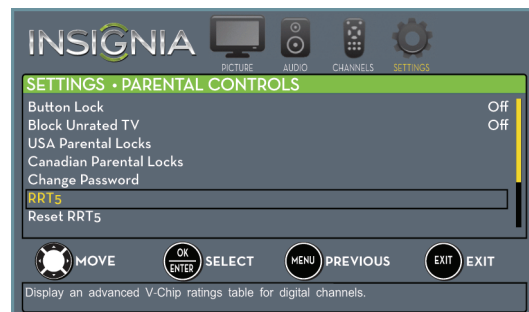 INSIGNIA
PICTURE AUDIO CHANNELS SETTINGS
SETTINGS • PARENTAL CONTROLS
Button Lock Off
Block Unrated TV Off
USA Parental Locks
Canadian Parental Locks
Change Password
RRT5
Reset RRT5
MOVE OK ENTER SELECT MENU PREVIOUS EXIT EXIT
Display an advanced V-Chip ratings table for digital channels.